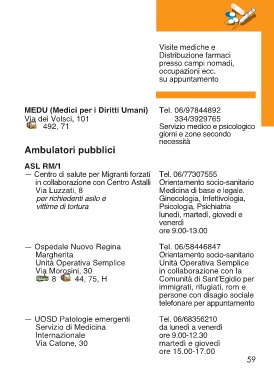 Visite mediche e
Distribuzione farmaci
presso campi nomadi,
occupazioni ecc.
su appuntamento
MEDU (Medici per i Diritti Umani)
Via dei Volsci, 101
492, 71
Tel. 06/97844892
334/3929765
Servizio medico e psicologico
giorni e zone secondo
necessità
Ambulatori pubblici
ASL RM/1
— Centro di salute per Migranti forzati
in collaborazione con Centro Astalli
Via Luzzati, 8
per richiedenti asilo e
vittime di tortura
Tel. 06/77307555
Orientamento socio-sanitario
Medicina di base e legale.
Ginecologia, Infettivologia,
Psicologia, Psichiatria
lunedì, martedì, giovedì e
venerdì
ore 9.00-13.00
— Ospedale Nuovo Regina
Margherita
Unità Operativa Semplice
Via Morosini, 30
8 44, 75, H
Tel. 06/58446847
Orientamento socio-sanitario
Unità Operativa Semplice
in collaborazione con la
Comunità di Sant'Egidio per
immigrati, rifugiati, rom e
persone con disagio sociale
telefonare per appuntamento
— UOSD Patologie emergenti
Servizio di Medicina
Internazionale
Via Catone, 30
Tel. 06/68356210
da lunedì a venerdì
ore 9.00-12.30
martedì e giovedì
ore 15.00-17.00
59